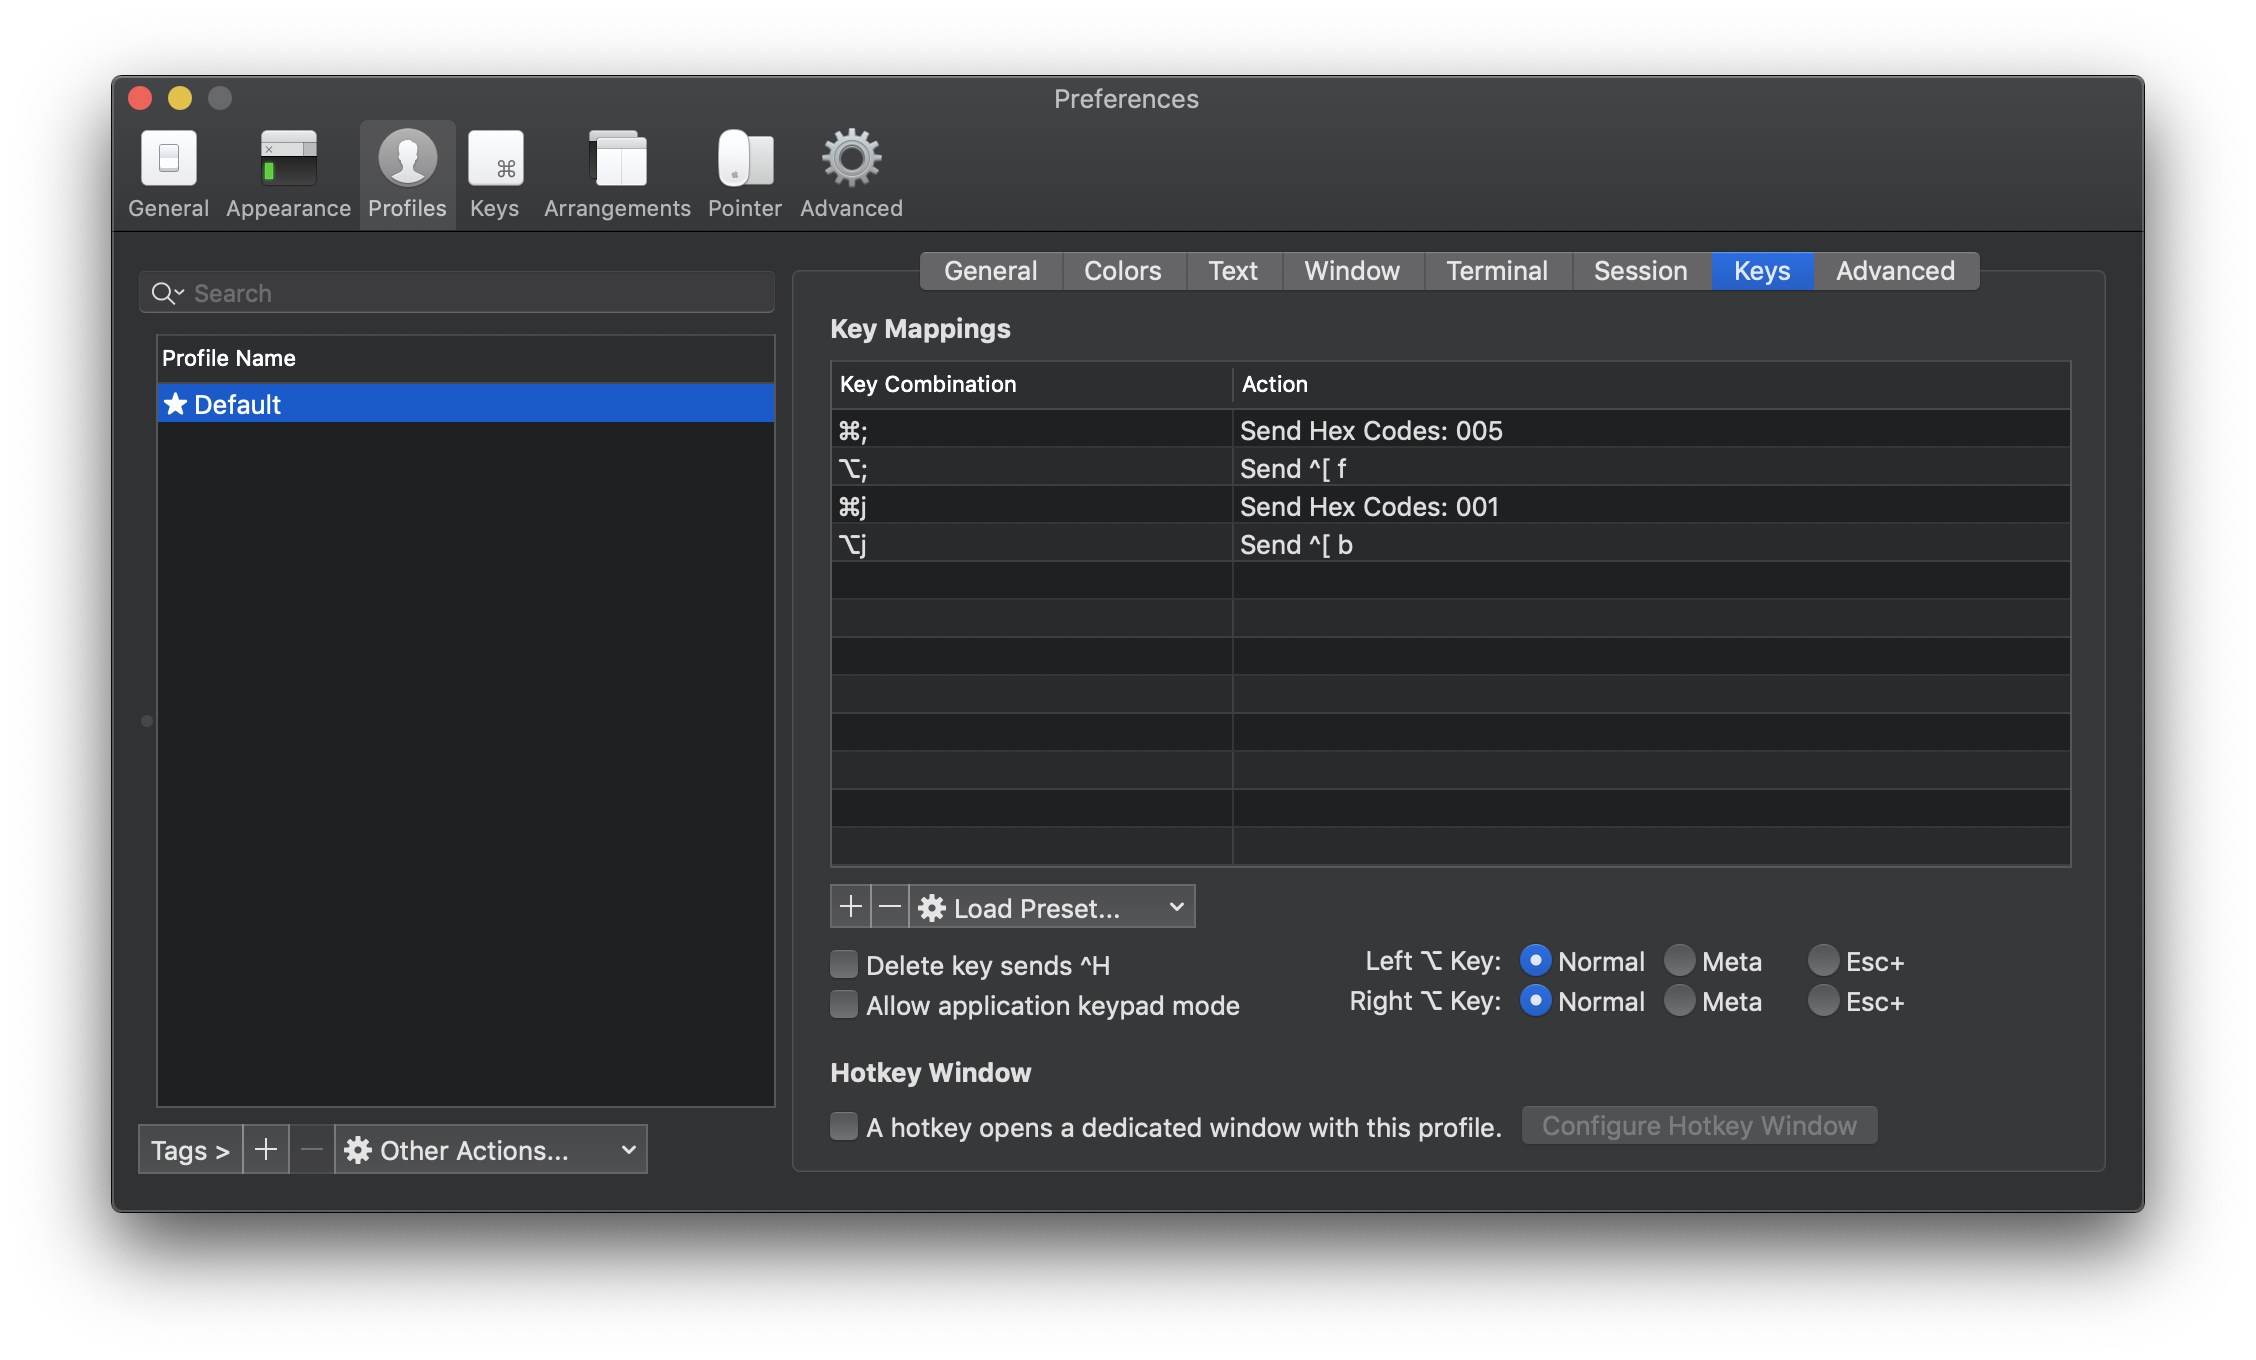 Preferences
General Appearance Profiles Keys Arrangements Pointer Advanced
Search
Profile Name
★ Default
Tags > + − Other Actions...
General Colors Text Window Terminal Session Keys Advanced
Key Mappings
Key Combination Action
⌘; Send Hex Codes: 005
⌥; Send ^[ f
⌘j Send Hex Codes: 001
⌥j Send ^[ b
+ − Load Preset...
Delete key sends ^H
Allow application keypad mode
Left ⌥ Key: Normal Meta Esc+
Right ⌥ Key: Normal Meta Esc+
Hotkey Window
A hotkey opens a dedicated window with this profile. Configure Hotkey Window